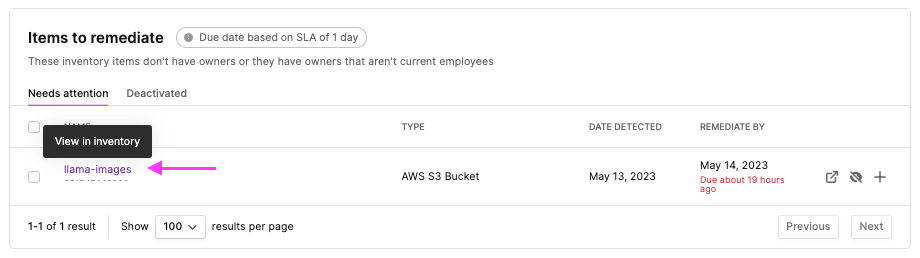 Items to remediate Due date based on SLA of 1 day
These inventory items don't have owners or they have owners that aren't current employees
Needs attention Deactivated
TYPE DATE DETECTED REMEDIATE BY
View in inventory
llama-images AWS S3 Bucket May 13, 2023 May 14, 2023
Due about 19 hours
ago
1-1 of 1 result Show 100 results per page Previous Next